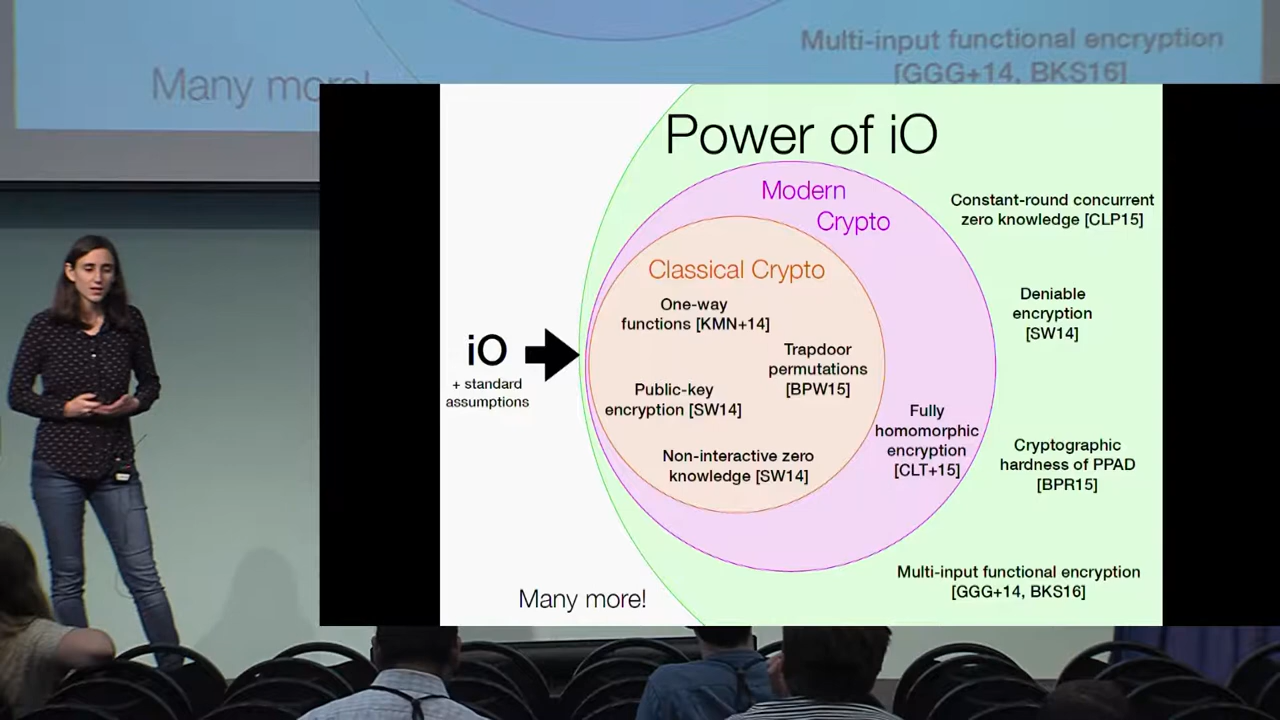 Multi-input functional encryption
[GGG+14, BKS16]
Many more!
Power of iO
Modern
Crypto
Classical Crypto
One-way
functions [KMN+14]
Trapdoor
permutations
[BPW15]
Public-key
encryption [SW14]
Non-interactive zero
knowledge [SW14]
iO
+ standard
assumptions
Fully
homomorphic
encryption
[CLT+15]
Constant-round concurrent
zero knowledge [CLP15]
Deniable
encryption
[SW14]
Cryptographic
hardness of PPAD
[BPR15]
Multi-input functional encryption
[GGG+14, BKS16]
Many more!